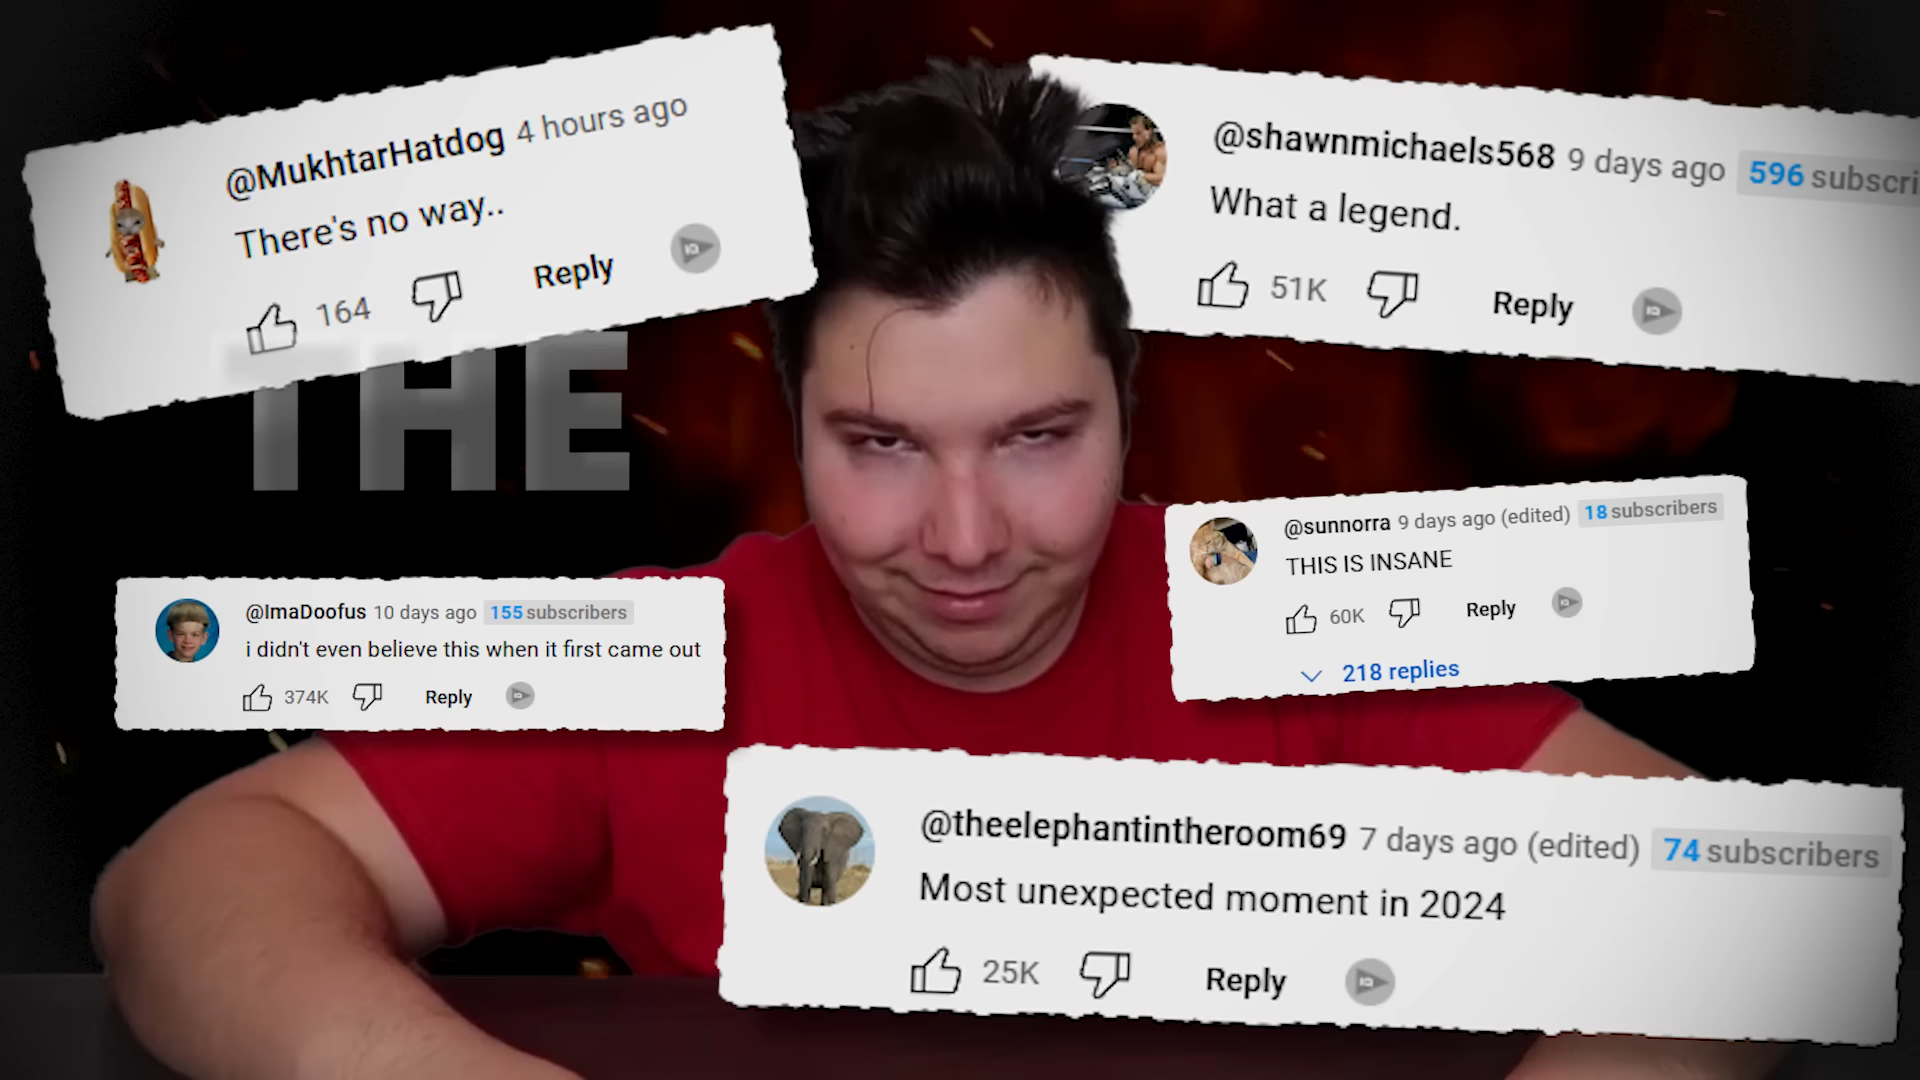 @MukhtarHatdog 4 hours ago
There's no way..
164 Reply
@shawnmichaels568 9 days ago 596 subscri
What a legend.
51K Reply
THE
@sunnorra 9 days ago (edited) 18 subscribers
THIS IS INSANE
60K Reply
218 replies
@ImaDoofus 10 days ago 155 subscribers
i didn't even believe this when it first came out
374K Reply
@theelephantintheroom69 7 days ago (edited) 74 subscribers
Most unexpected moment in 2024
25K Reply